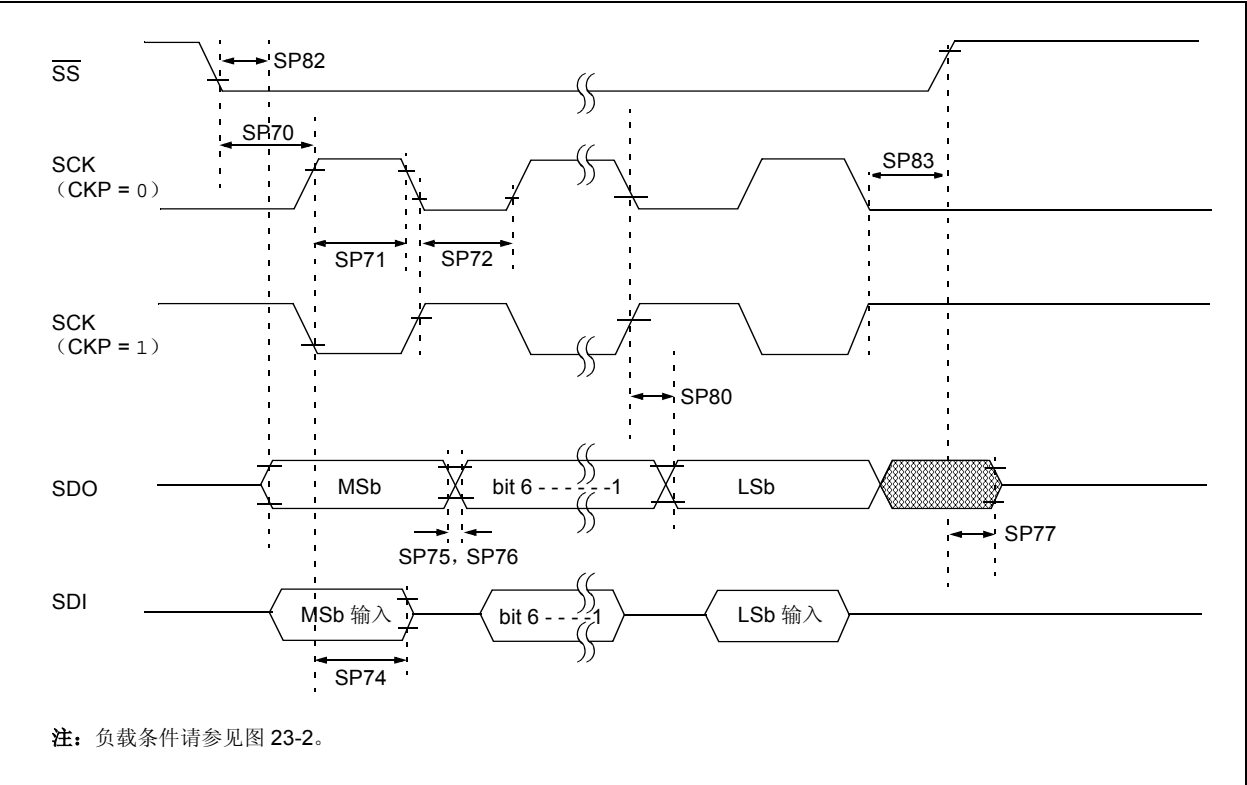 SS
SP82
SP70
SCK
（CKP = 0）
SP83
SP71
SP72
SCK
（CKP = 1）
SP80
SDO
MSb
bit 6 - - - - - -1
LSb
SP75，SP76
SP77
SDI
MSb 输入
bit 6 - - - -1
LSb 输入
SP74
注：负载条件请参见图 23-2。